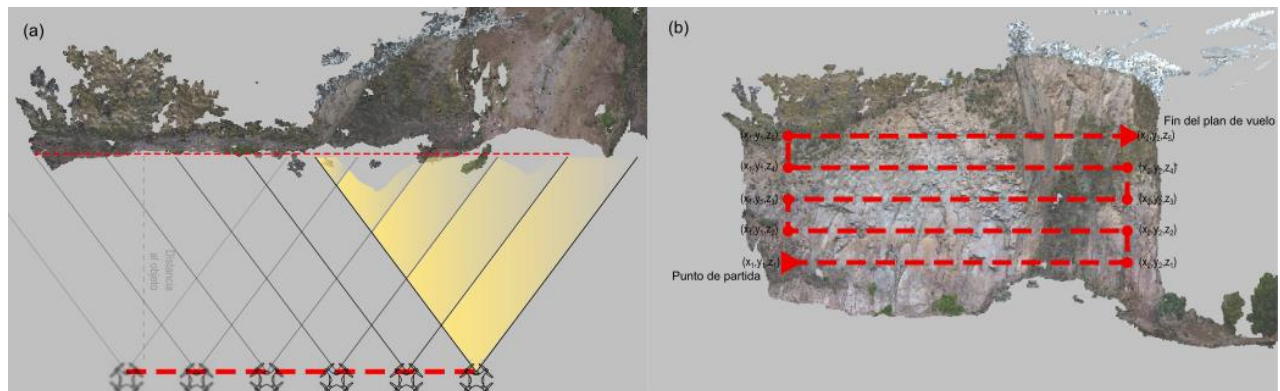 (a)
Distancia
al objeto
(b)
Fin del plan de vuelo
(x₁,y₁,z₅)
(x₂,y₂,z₅)
(x₁,y₁,z₄)
(x₂,y₂,z₄)
(x₁,y₁,z₃)
(x₂,y₂,z₃)
(x₁,y₁,z₂)
(x₂,y₂,z₂)
(x₁,y₁,z₁)
(x₂,y₂,z₁)
Punto de partida